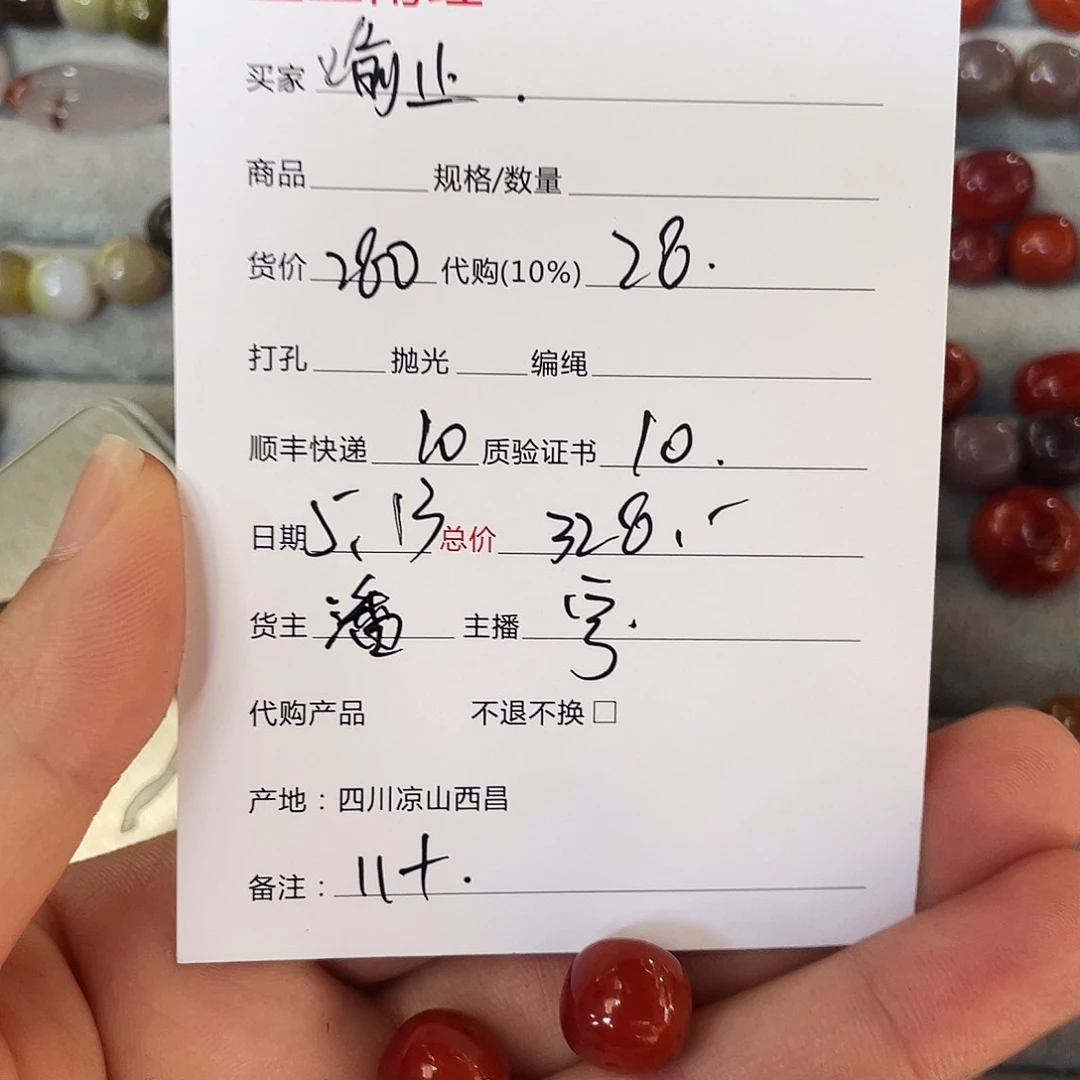 买家
商品 规格/数量
货价 280 代购(10%) 28.
打孔 抛光 编绳
顺丰快递 10 质验证书 10.
日期 5.13 总价 328.
货主 潘 主播
代购产品 不退不换 □
产地：四川凉山西昌
备注：11+.